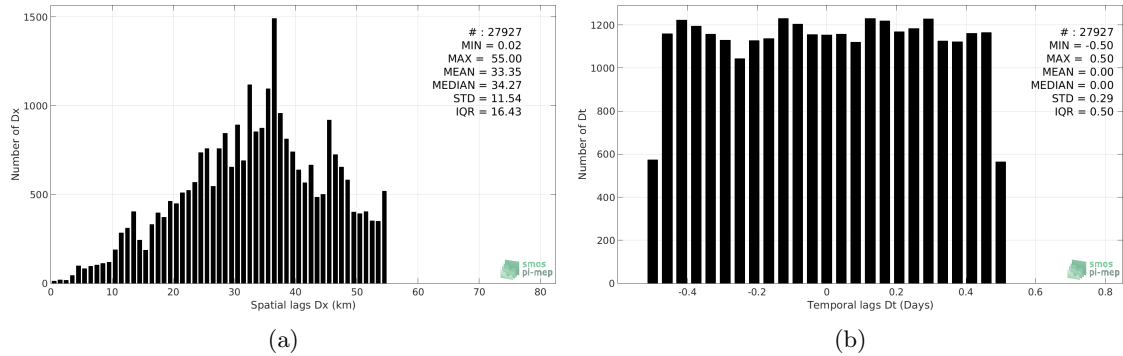 1500
1000
500
0
0
10
20
30
40
50
60
70
80
Number of Dx
Spatial lags Dx (km)
# : 27927
MIN = 0.02
MAX = 55.00
MEAN = 33.35
MEDIAN = 34.27
STD = 11.54
IQR = 16.43
smos
pi-mep
(a)
1200
1000
800
600
400
200
0
-0.4
-0.2
0
0.2
0.4
0.6
0.8
Number of Dt
Temporal lags Dt (Days)
# : 27927
MIN = -0.50
MAX = 0.50
MEAN = 0.00
MEDIAN = 0.00
STD = 0.29
IQR = 0.50
smos
pi-mep
(b)